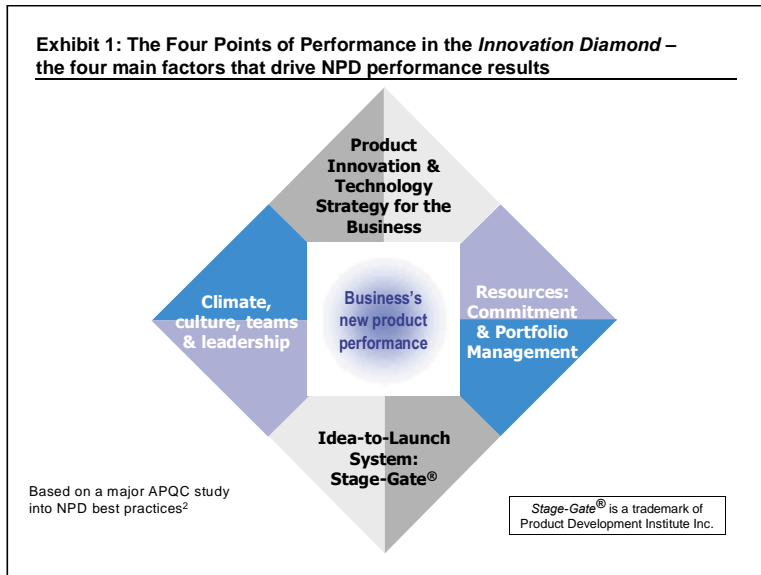 Exhibit 1: The Four Points of Performance in the Innovation Diamond –
the four main factors that drive NPD performance results
Product
Innovation &
Technology
Strategy for the
Business
Climate,
culture, teams
& leadership
Business's
new product
performance
Resources:
Commitment
& Portfolio
Management
Idea-to-Launch
System:
Stage-Gate®
Based on a major APQC study
into NPD best practices²
Stage-Gate® is a trademark of
Product Development Institute Inc.